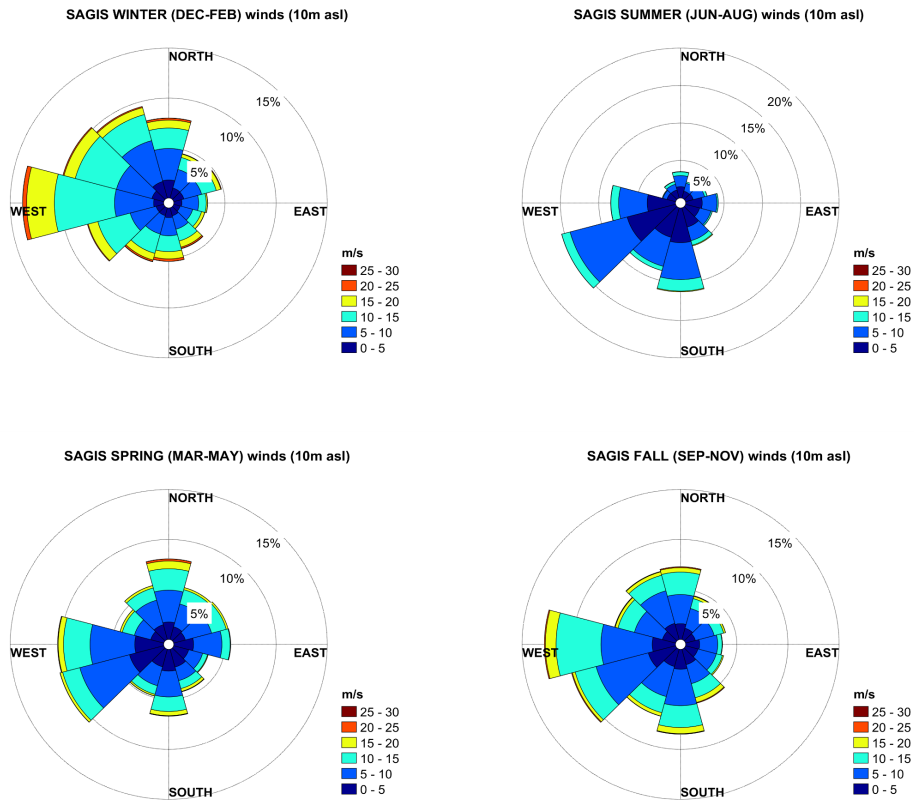 SAGIS WINTER (DEC-FEB) winds (10m asl)
NORTH
15%
10%
5%
WEST
EAST
SOUTH
m/s
25 - 30
20 - 25
15 - 20
10 - 15
5 - 10
0 - 5
SAGIS SUMMER (JUN-AUG) winds (10m asl)
NORTH
20%
15%
10%
5%
WEST
EAST
SOUTH
m/s
25 - 30
20 - 25
15 - 20
10 - 15
5 - 10
0 - 5
SAGIS SPRING (MAR-MAY) winds (10m asl)
NORTH
15%
10%
5%
WEST
EAST
SOUTH
m/s
25 - 30
20 - 25
15 - 20
10 - 15
5 - 10
0 - 5
SAGIS FALL (SEP-NOV) winds (10m asl)
NORTH
15%
10%
5%
WEST
EAST
SOUTH
m/s
25 - 30
20 - 25
15 - 20
10 - 15
5 - 10
0 - 5